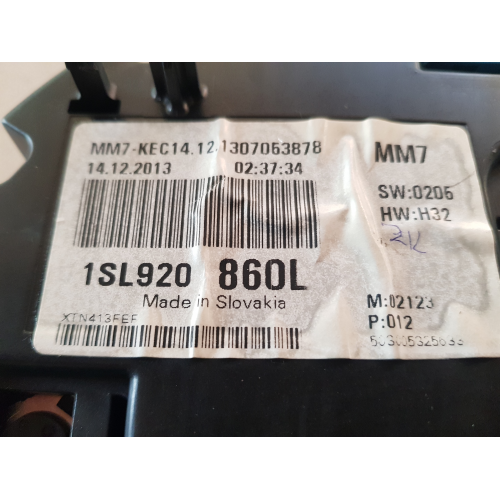 MM7-KEC14.12.1307063878
14.12.2013 02:37:34
1SL920 860L
Made in Slovakia
MM7
SW:0206
HW:H32
M:02123
P:012